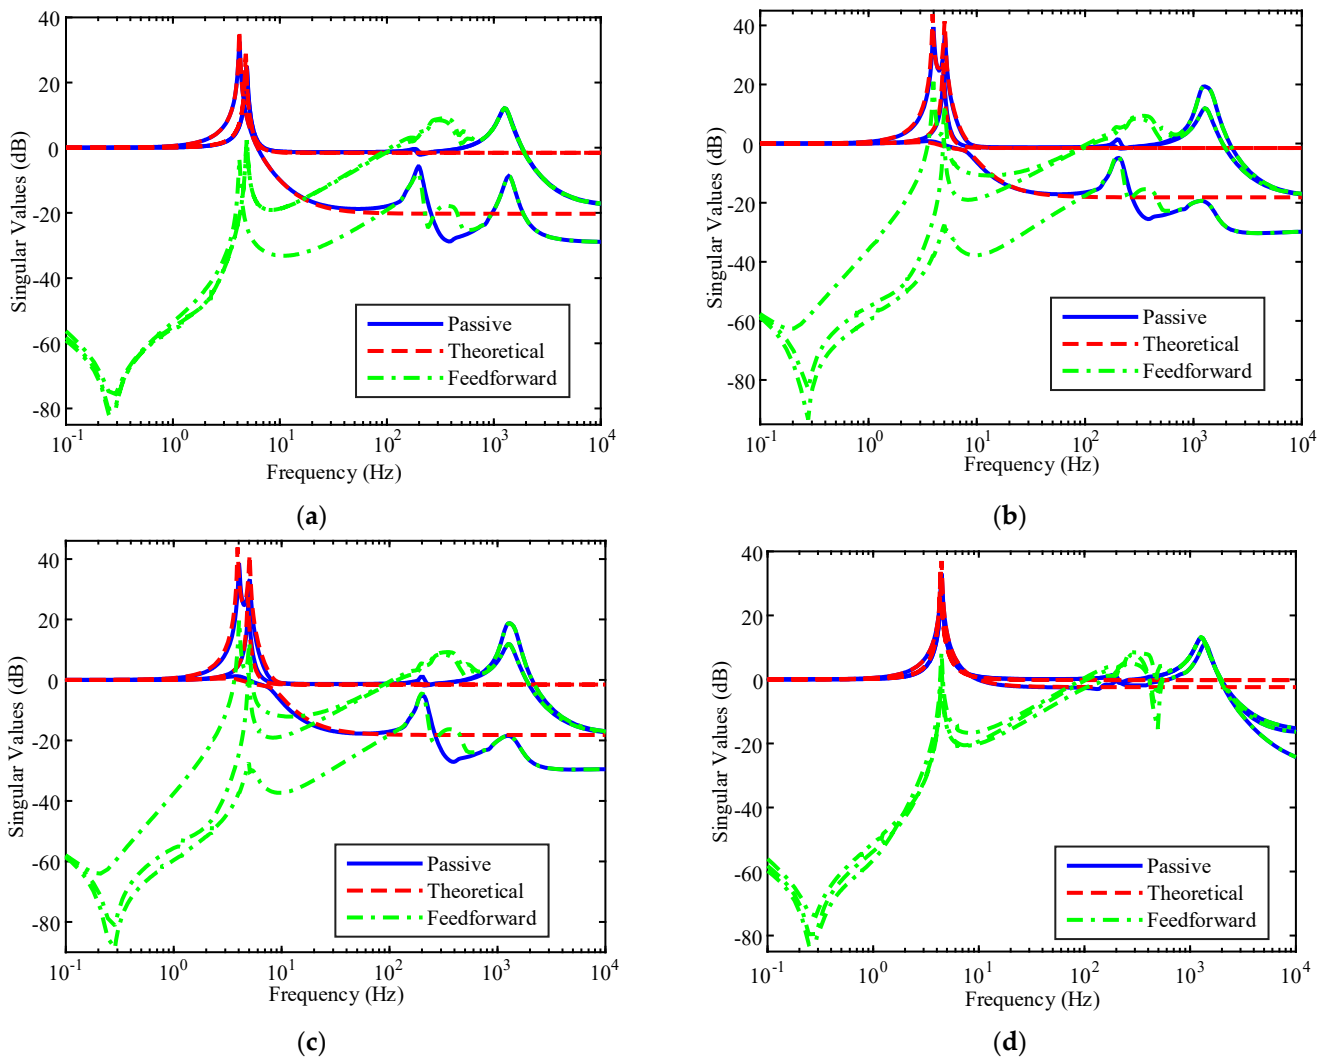 40
20
0
-20
-40
-60
-80
Singular Values (dB)
Passive
Theoretical
Feedforward
10-1 100 101 102 103 104
Frequency (Hz)
(a)
40
20
0
-20
-40
-60
-80
Singular Values (dB)
Passive
Theoretical
Feedforward
10-1 100 101 102 103 104
Frequency (Hz)
(b)
40
20
0
-20
-40
-60
-80
Singular Values (dB)
Passive
Theoretical
Feedforward
10-1 100 101 102 103 104
Frequency (Hz)
(c)
40
20
0
-20
-40
-60
-80
Singular Values (dB)
Passive
Theoretical
Feedforward
10-1 100 101 102 103 104
Frequency (Hz)
(d)